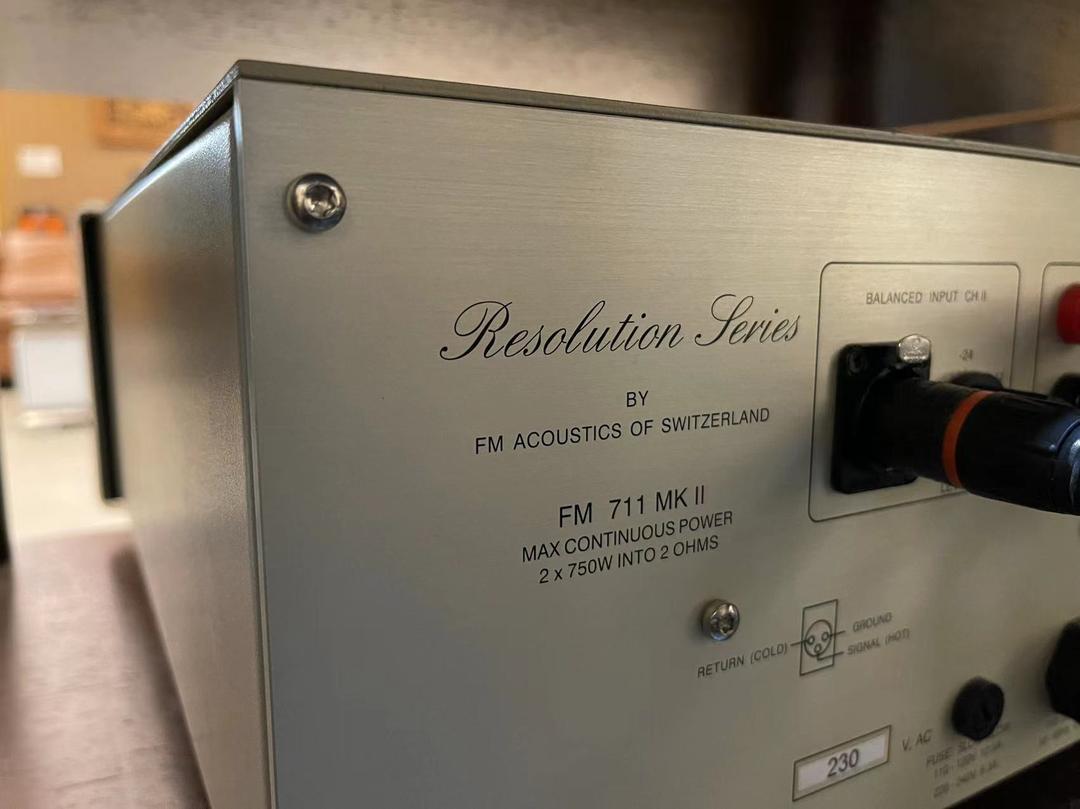 Resolution Series
BY
FM ACOUSTICS OF SWITZERLAND
FM 711 MK II
MAX CONTINUOUS POWER
2 x 750W INTO 2 OHMS
BALANCED INPUT CH II
-24
GROUND
RETURN (COLD)
SIGNAL (HOT)
230
V. AC
FUSE: